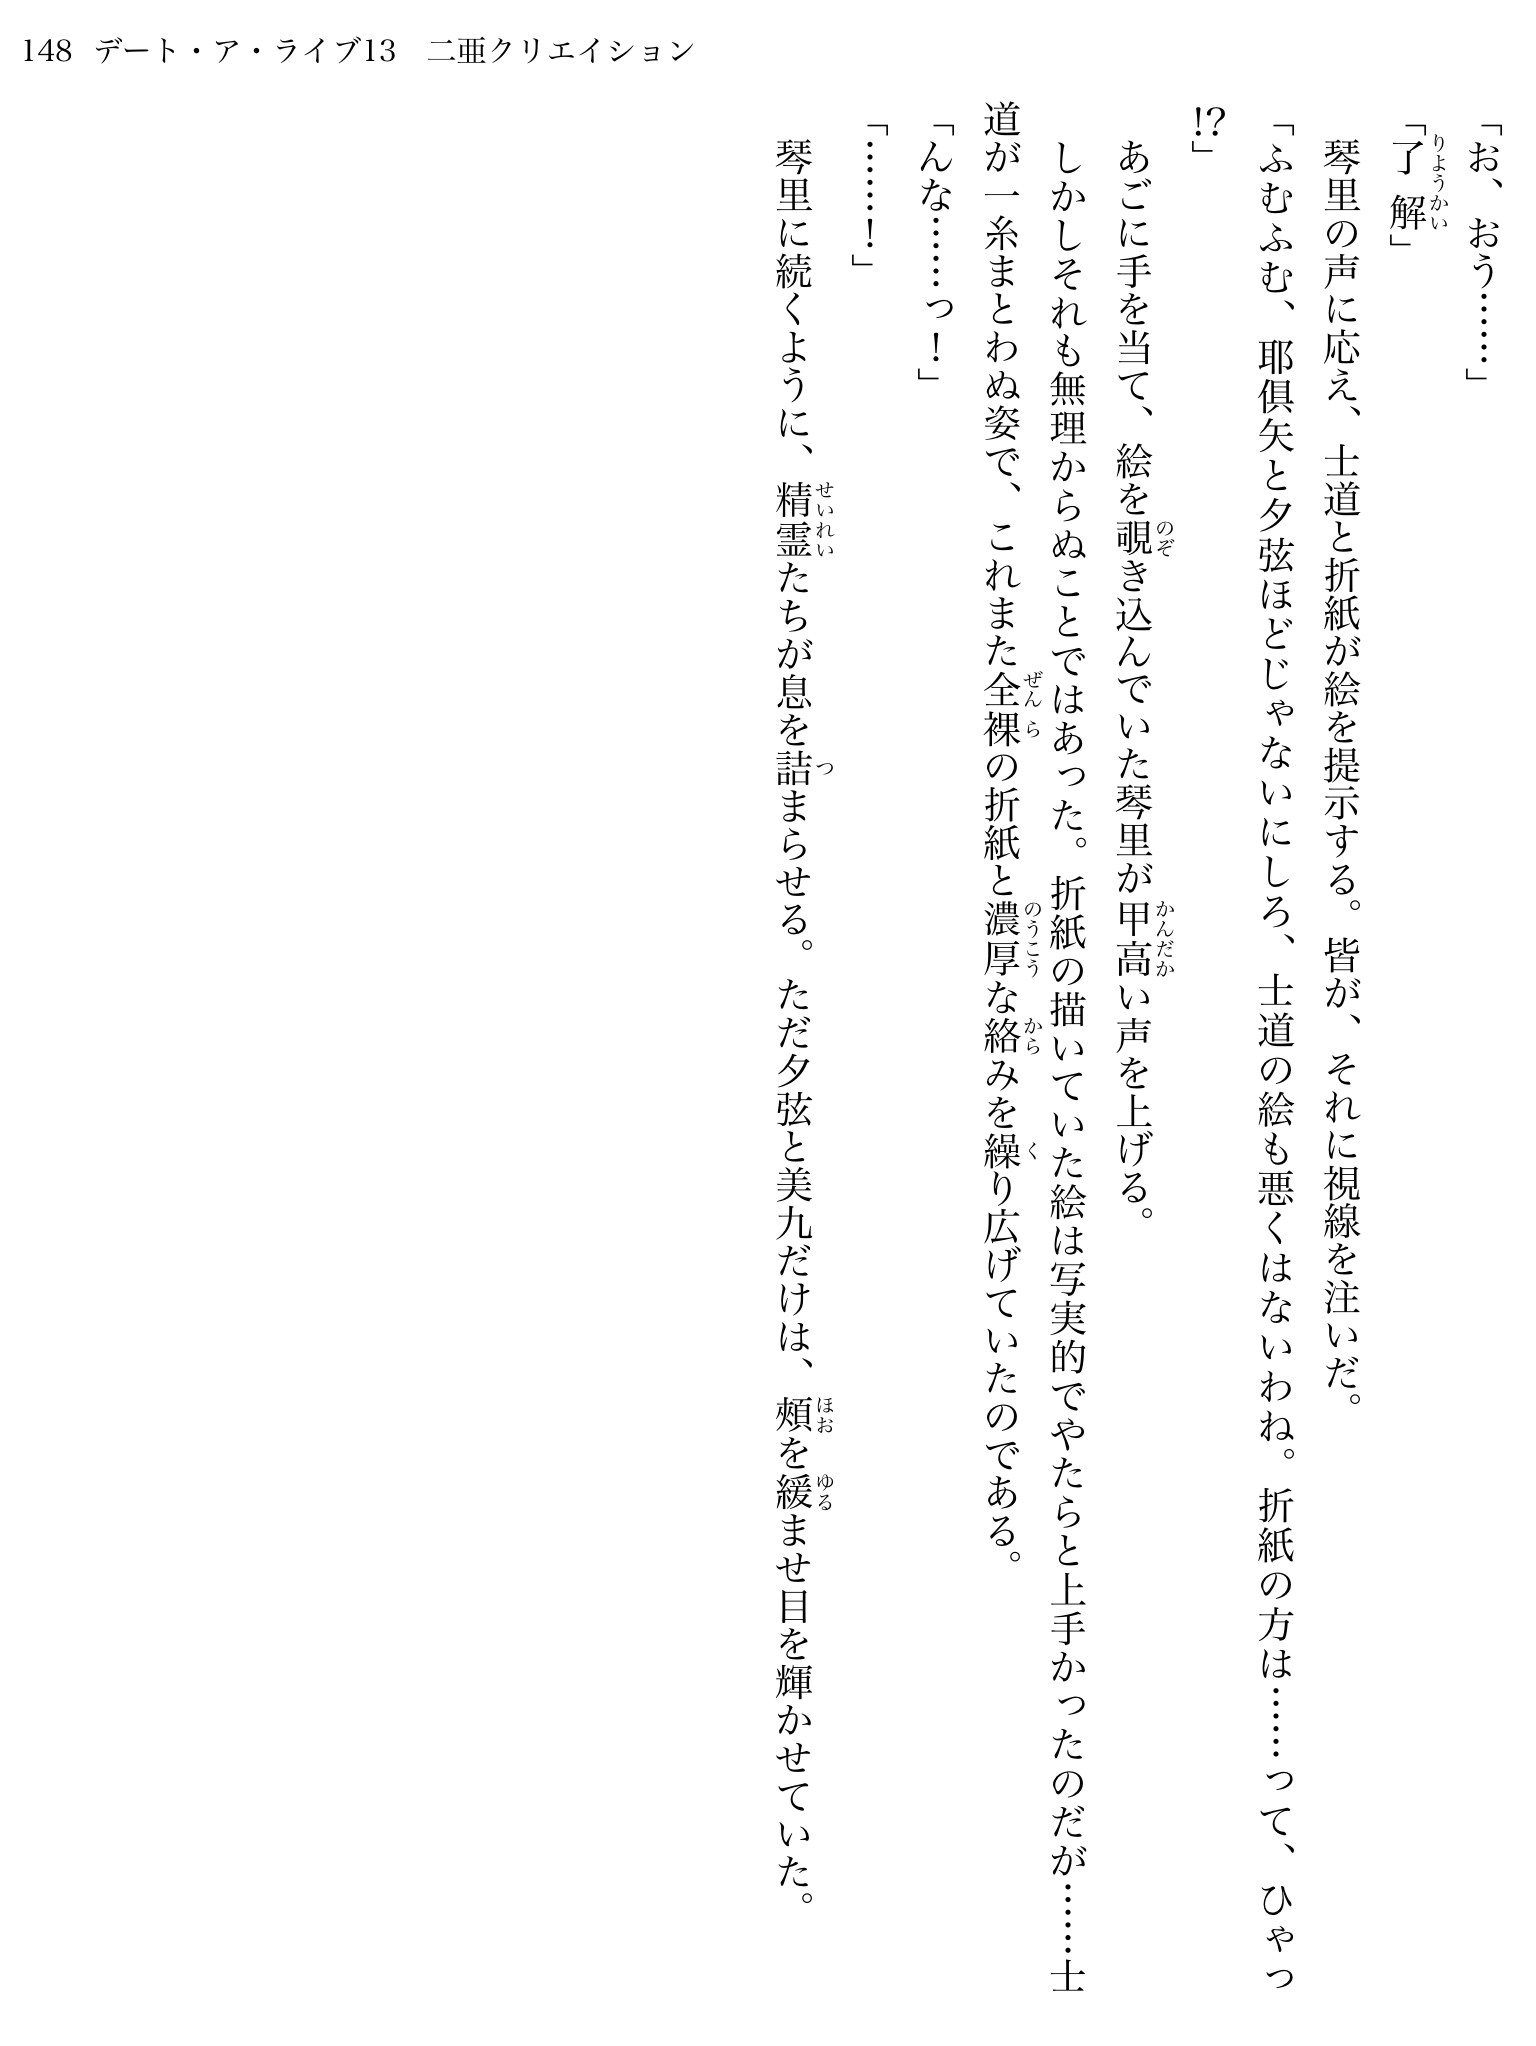 148 デート・ア・ライブ13　二亜クリエイション
「お、おう……」
「了解」
琴里の声に応え、士道と折紙が絵を提示する。皆が、それに視線を注いだ。
「ふむふむ、耶倶矢と夕弦ほどじゃないにしろ、士道の絵も悪くはないわね。折紙の方は……って、ひゃっ
!?」
あごに手を当て、絵を覗き込んでいた琴里が甲高い声を上げる。
しかしそれも無理からぬことではあった。折紙の描いていた絵は写実的でやたらと上手かったのだが……士
道が一糸まとわぬ姿で、これまた全裸の折紙と濃厚な絡みを繰り広げていたのである。
「んな……っ！」
「……！」
琴里に続くように、精霊たちが息を詰まらせる。ただ夕弦と美九だけは、頰を緩ませ目を輝かせていた。